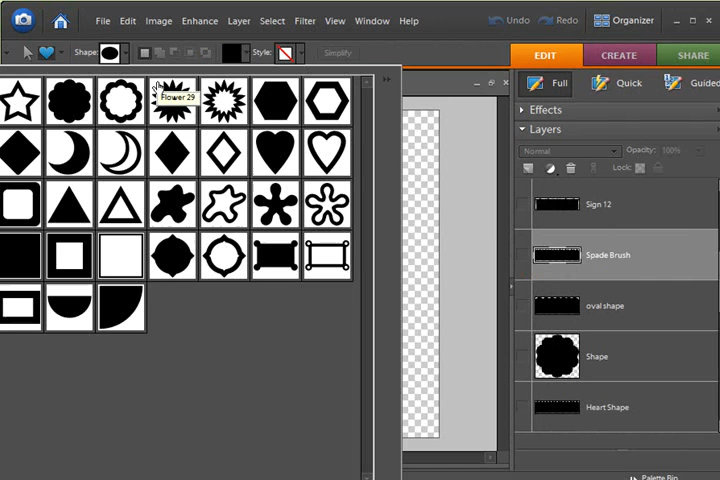 File Edit Image Enhance Layer Select Filter View Window Help Undo Redo Organizer
Shape: Style: Simplify EDIT CREATE SHARE
Full Quick Guided
Flower 29
Effects
Layers
Normal Opacity: 100%
Lock:
Sign 12
Spade Brush
oval shape
Shape
Heart Shape
Palette Bin